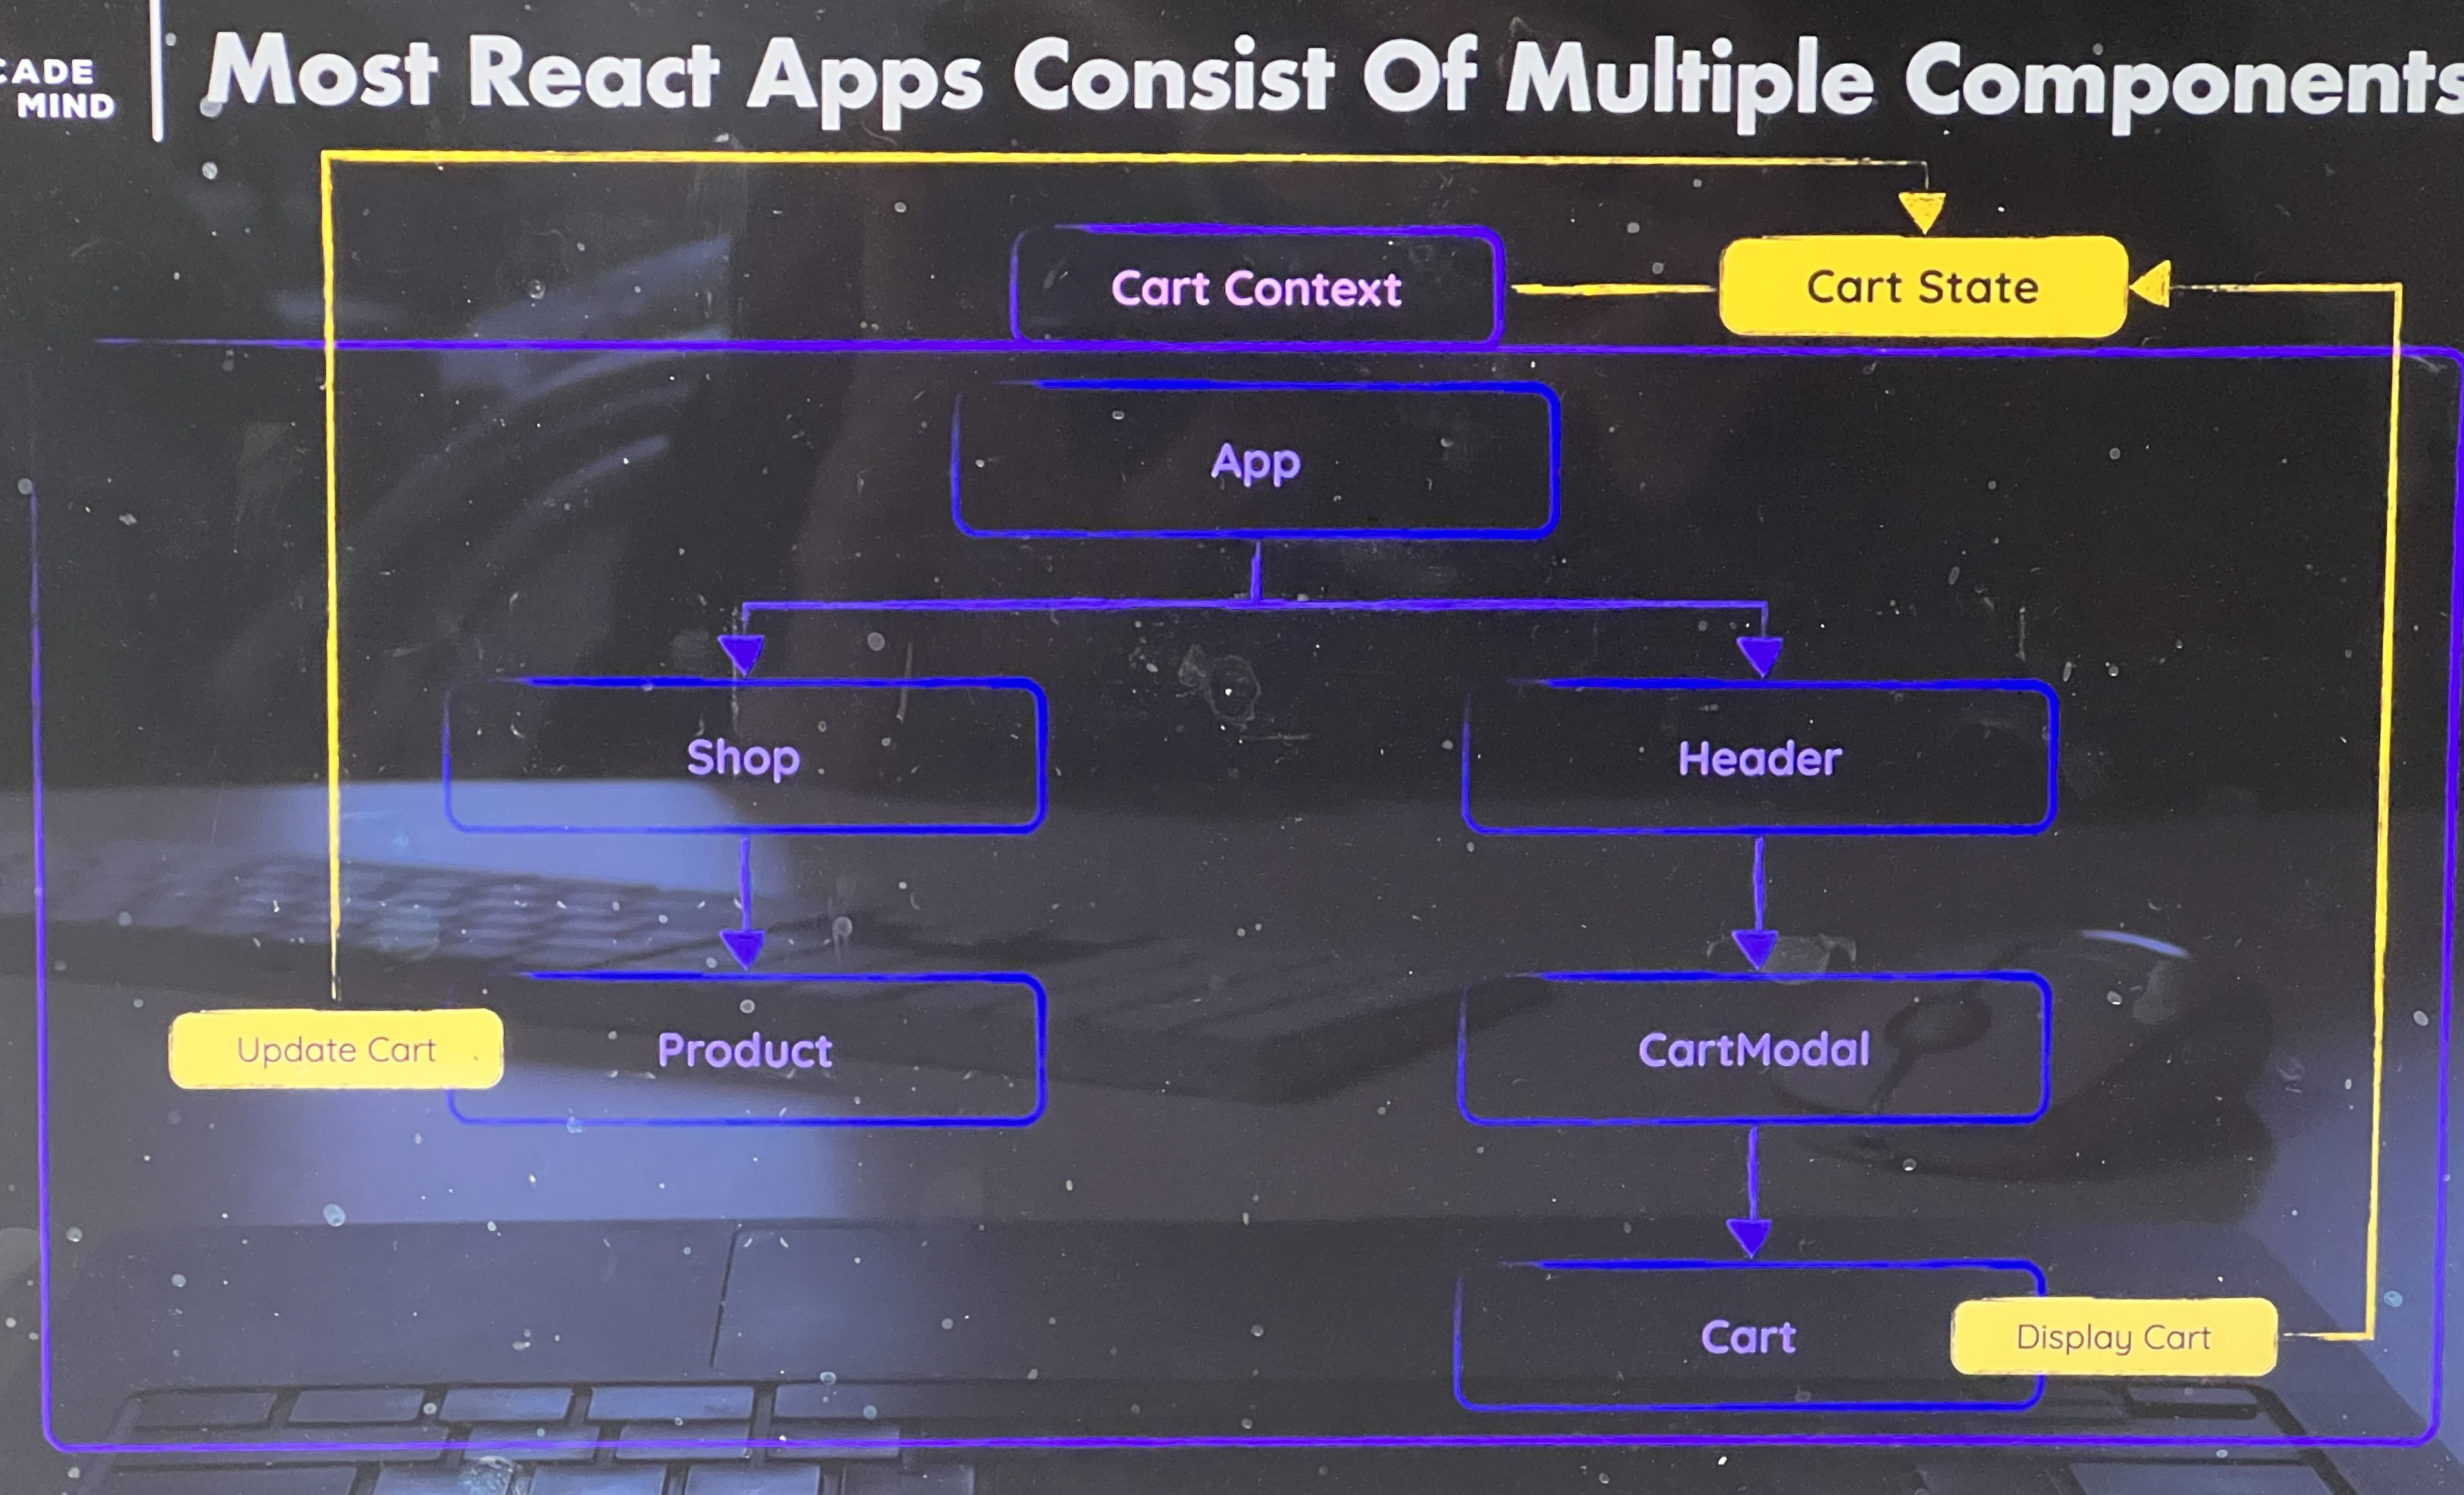 CADE
MIND
Most React Apps Consist Of Multiple Components
Cart Context
Cart State
App
Shop
Header
Update Cart
Product
CartModal
Cart
Display Cart